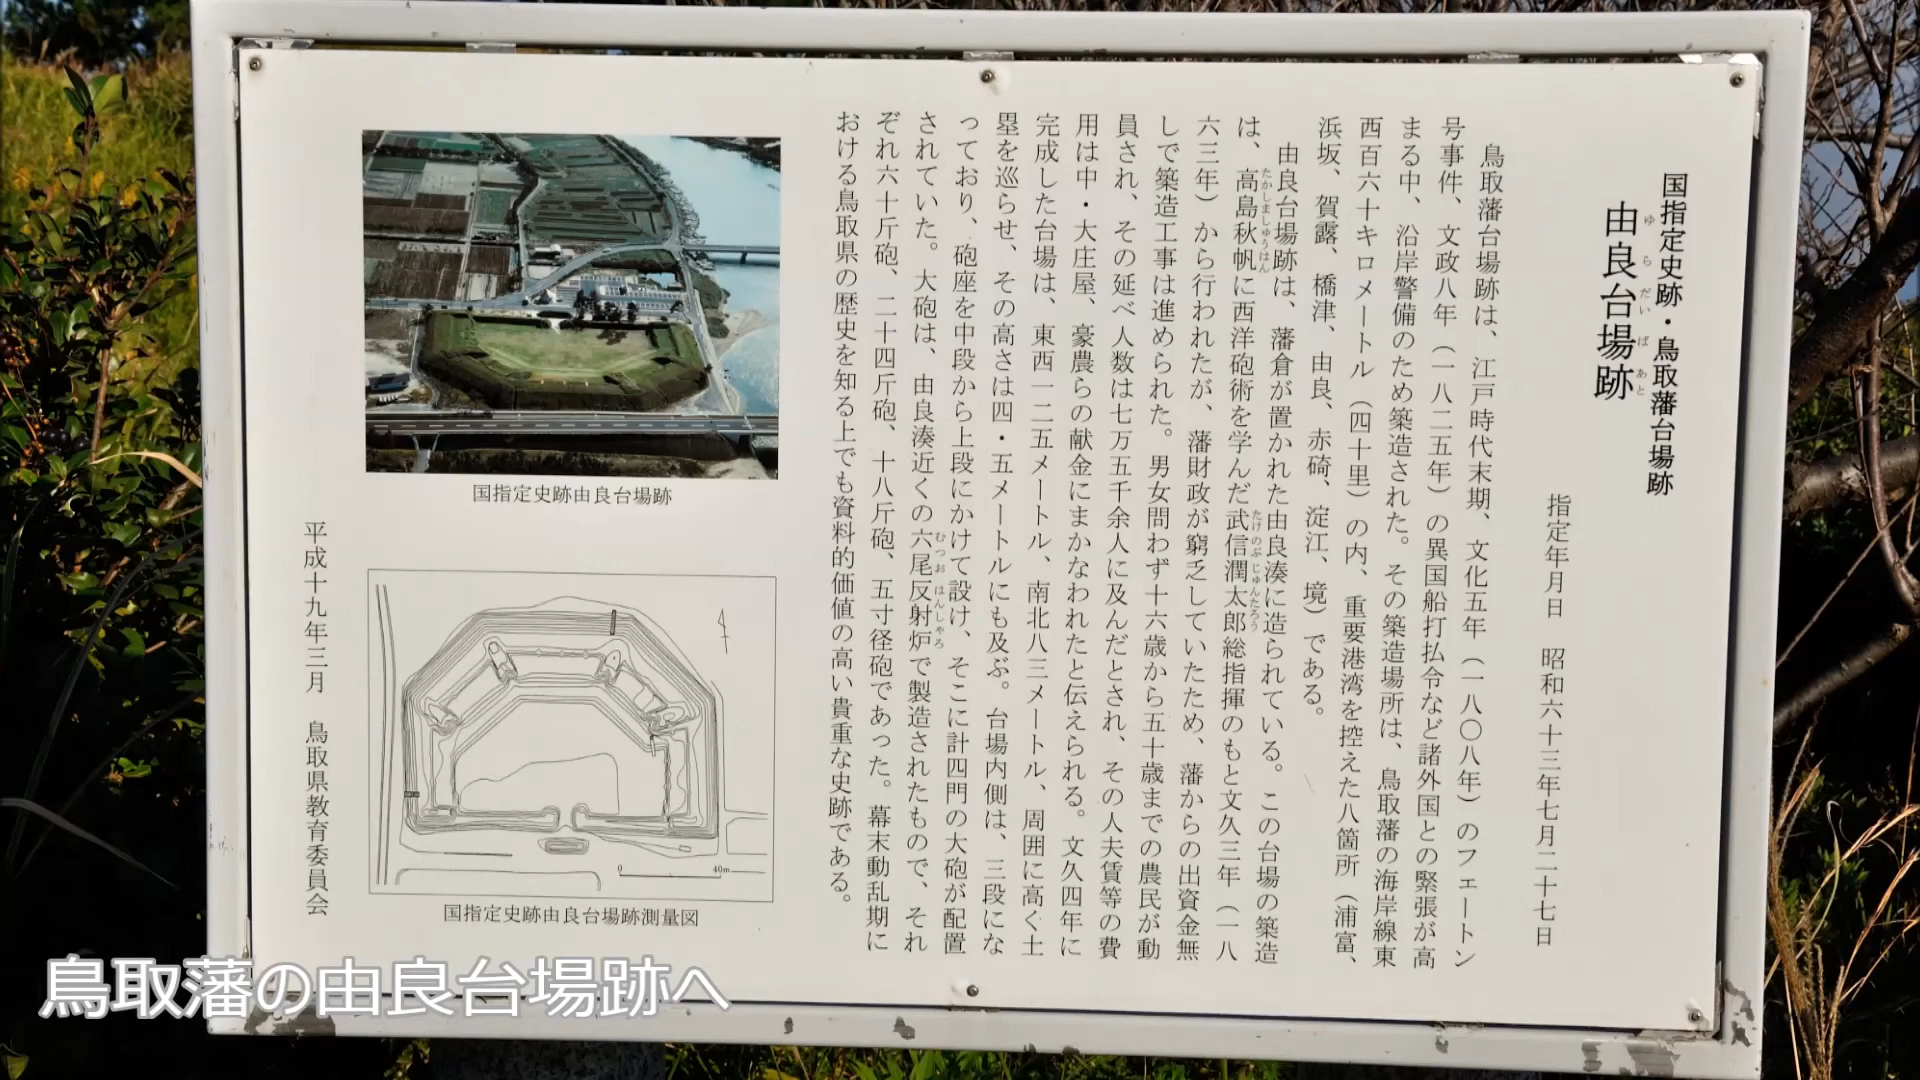 国指定史跡・鳥取藩台場跡
由良台場跡
ゆらだいばあと
指定年月日 昭和六十三年七月二十七日
鳥取藩台場跡は、江戸時代末期、文化五年（一八〇八年）のフェートン
号事件、文政八年（一八二五年）の異国船打払令など諸外国との緊張が高
まる中、沿岸警備のため築造された。その築造場所は、鳥取藩の海岸線東
西百六十キロメートル（四十里）の内、重要港湾を控えた八箇所（浦富、
浜坂、賀露、橋津、由良、赤碕、淀江、境）である。
由良台場跡は、藩倉が置かれた由良湊に造られている。この台場の築造
は、高島秋帆に西洋砲術を学んだ武信潤太郎総指揮のもと文久三年（一八
たかしましゅうはん
たけのぶじゅんたろう
六三年）から行われたが、藩財政が窮乏していたため、藩からの出資金無
しで築造工事は進められた。男女問わず十六歳から五十歳までの農民が動
員され、その延べ人数は七万五千余人に及んだとされ、その人夫賃等の費
用は中・大庄屋、豪農らの献金にまかなわれたと伝えられる。文久四年に
完成した台場は、東西一二五メートル、南北八三メートル、周囲に高く土
塁を巡らせ、その高さは四・五メートルにも及ぶ。台場内側は、三段にな
っており、砲座を中段から上段にかけて設け、そこに計四門の大砲が配置
されていた。大砲は、由良湊近くの六尾反射炉で製造されたもので、それ
むつおはんしゃろ
ぞれ六十斤砲、二十四斤砲、十八斤砲、五寸径砲であった。幕末動乱期に
おける鳥取県の歴史を知る上でも資料的価値の高い貴重な史跡である。
国指定史跡由良台場跡
0 40m
国指定史跡由良台場跡測量図
平成十九年三月 鳥取県教育委員会
鳥取藩の由良台場跡へ